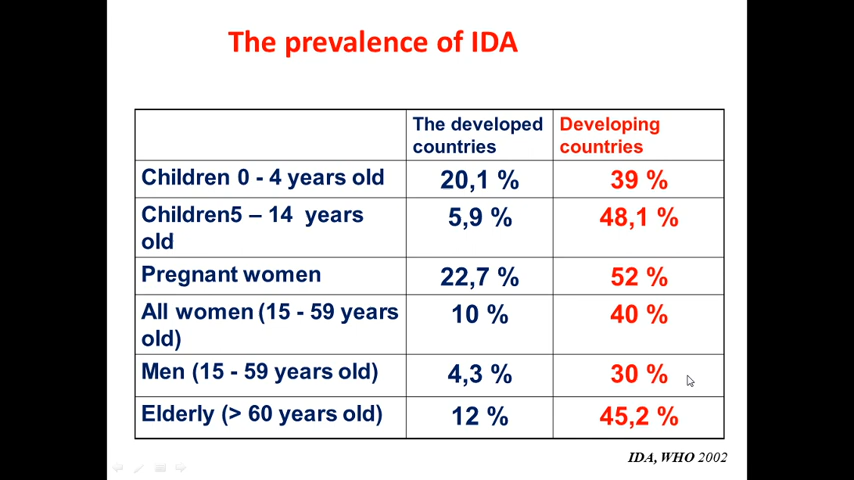 The prevalence of IDA
The developed countries
Developing countries
Children 0 - 4 years old
20,1 %
39 %
Children5 – 14 years old
5,9 %
48,1 %
Pregnant women
22,7 %
52 %
All women (15 - 59 years old)
10 %
40 %
Men (15 - 59 years old)
4,3 %
30 %
Elderly (> 60 years old)
12 %
45,2 %
IDA, WHO 2002